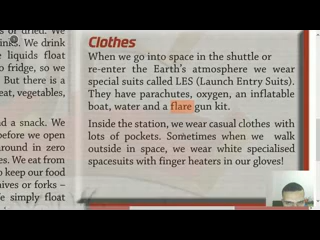 s or dried. We
inks. We drink
e liquids float
o fridge, so we
But there is a
eat, vegetables,
d a snack. We
before we open
around in zero
es. We eat from
o keep our food
nives or forks –
e simply float
Clothes
When we go into space in the shuttle or
re-enter the Earth's atmosphere we wear
special suits called LES (Launch Entry Suits).
They have parachutes, oxygen, an inflatable
boat, water and a flare gun kit.
Inside the station, we wear casual clothes with
lots of pockets. Sometimes when we walk
outside in space, we wear white specialised
spacesuits with finger heaters in our gloves!